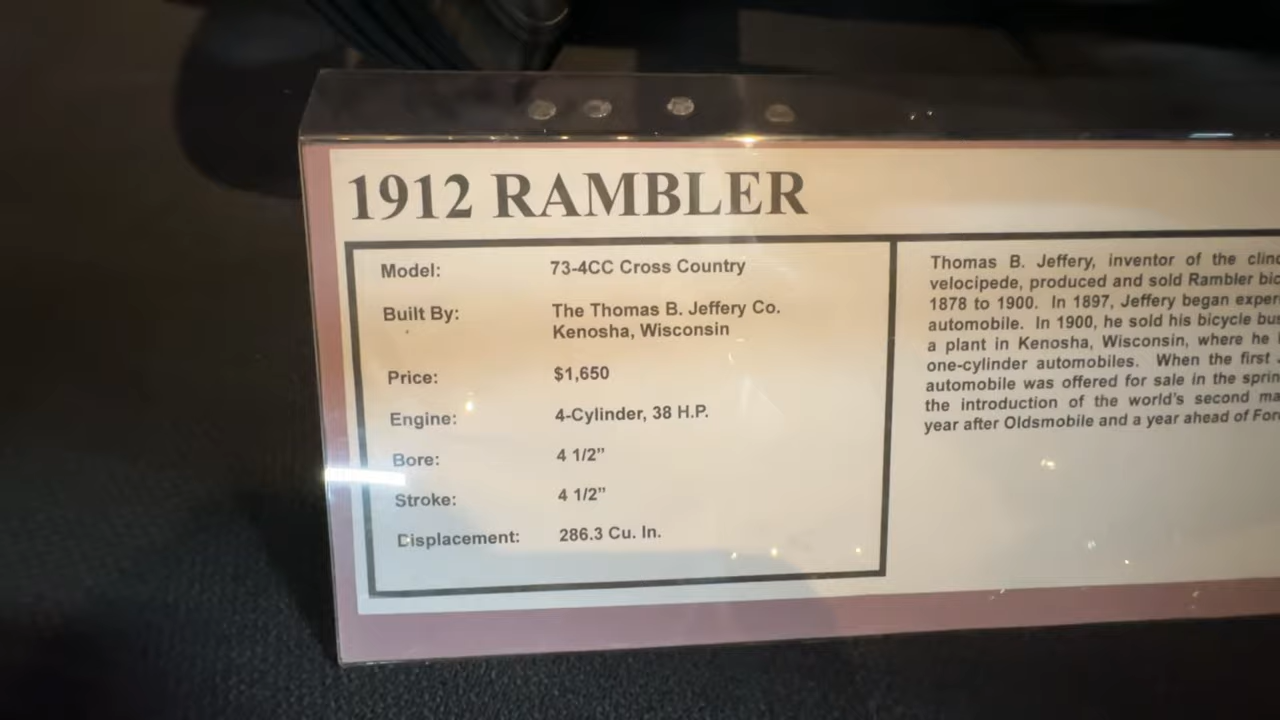 1912 RAMBLER
Model: 73-4CC Cross Country
Built By: The Thomas B. Jeffery Co.
Kenosha, Wisconsin
Price: $1,650
Engine: 4-Cylinder, 38 H.P.
Bore: 4 1/2”
Stroke: 4 1/2”
Displacement: 286.3 Cu. In.
Thomas B. Jeffery, inventor of the
velocipede, produced and sold Rambler
1878 to 1900. In 1897, Jeffery began
automobile. In 1900, he sold his bicycle
a plant in Kenosha, Wisconsin, where he
one-cylinder automobiles. When the first
automobile was offered for sale in the
the introduction of the world’s second
year after Oldsmobile and a year ahead of